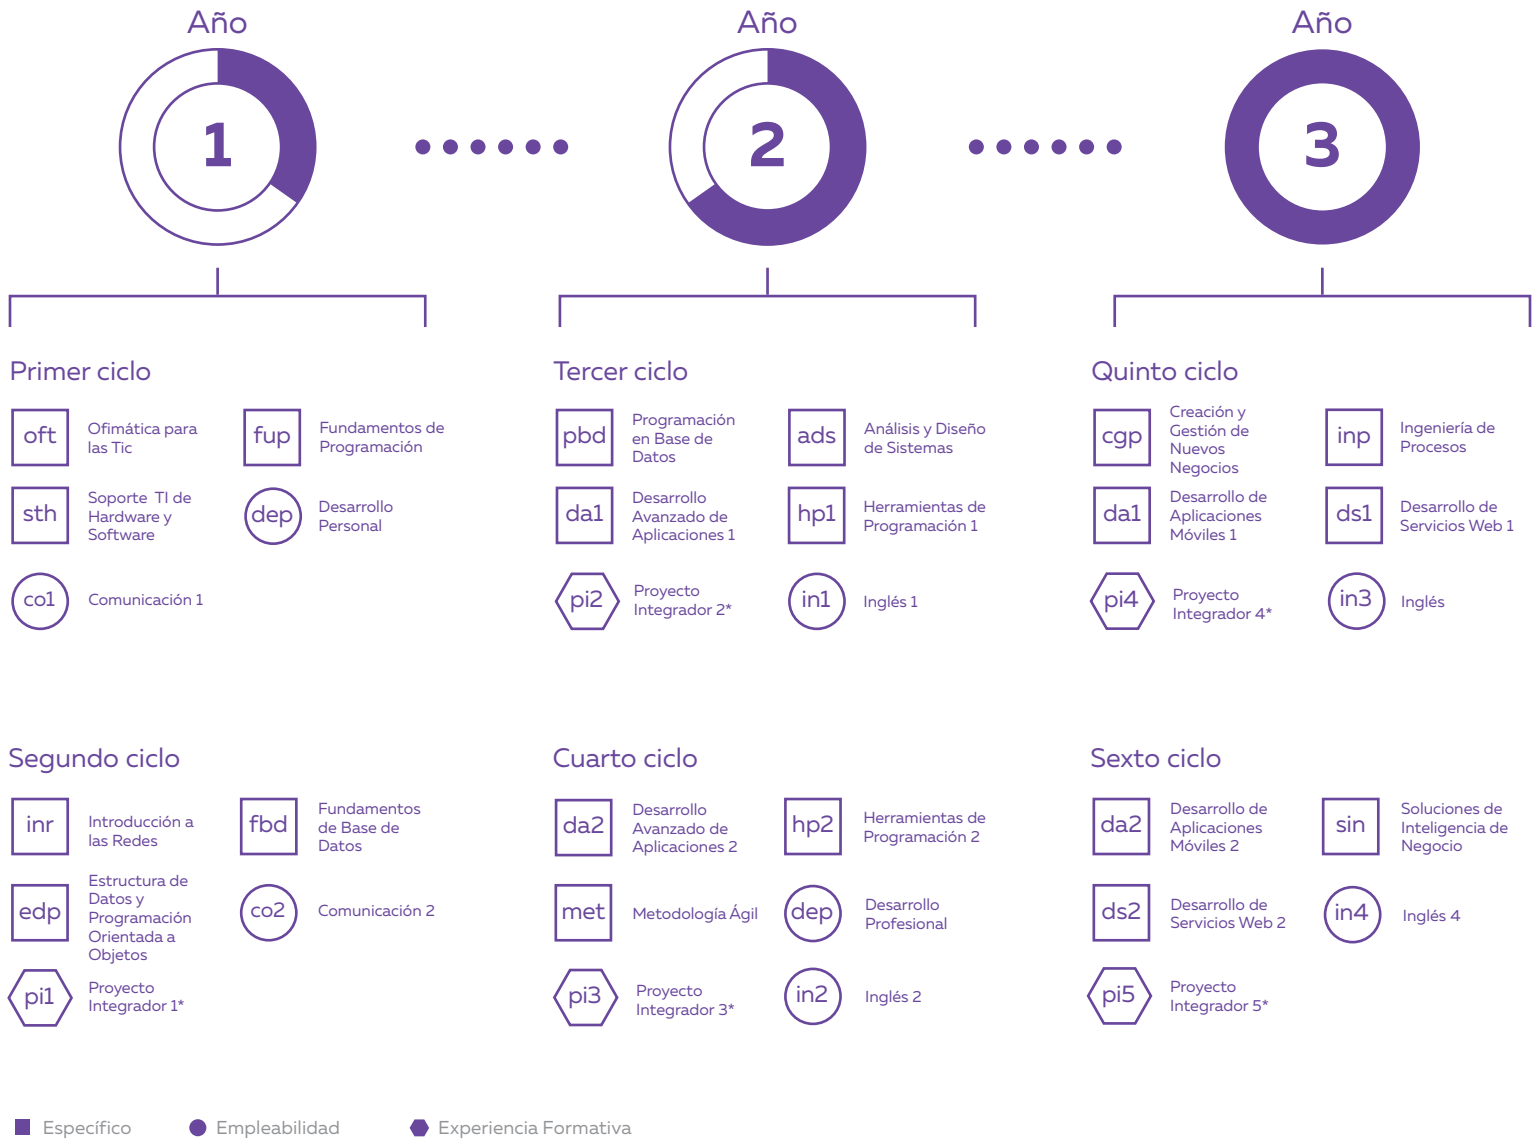 Año
1
Año
2
Año
3
Primer ciclo
oft
Ofimática para
las Tic
fup
Fundamentos de
Programación
sth
Soporte TI de
Hardware y
Software
dep
Desarrollo
Personal
co1
Comunicación 1
Segundo ciclo
inr
Introducción a
las Redes
fbd
Fundamentos
de Base de
Datos
edp
Estructura de
Datos y
Programación
Orientada a
Objetos
co2
Comunicación 2
pi1
Proyecto
Integrador 1*
Tercer ciclo
pbd
Programación
en Base de
Datos
ads
Análisis y Diseño
de Sistemas
da1
Desarrollo
Avanzado de
Aplicaciones 1
hp1
Herramientas de
Programación 1
pi2
Proyecto
Integrador 2*
in1
Inglés 1
Cuarto ciclo
da2
Desarrollo
Avanzado de
Aplicaciones 2
hp2
Herramientas de
Programación 2
met
Metodología Ágil
dep
Desarrollo
Profesional
pi3
Proyecto
Integrador 3*
in2
Inglés 2
Quinto ciclo
cgp
Creación y
Gestión de
Nuevos
Negocios
inp
Ingeniería de
Procesos
da1
Desarrollo de
Aplicaciones
Móviles 1
ds1
Desarrollo de
Servicios Web 1
pi4
Proyecto
Integrador 4*
in3
Inglés
Sexto ciclo
da2
Desarrollo de
Aplicaciones
Móviles 2
sin
Soluciones de
Inteligencia de
Negocio
ds2
Desarrollo de
Servicios Web 2
in4
Inglés 4
pi5
Proyecto
Integrador 5*
Específico
Empleabilidad
Experiencia Formativa